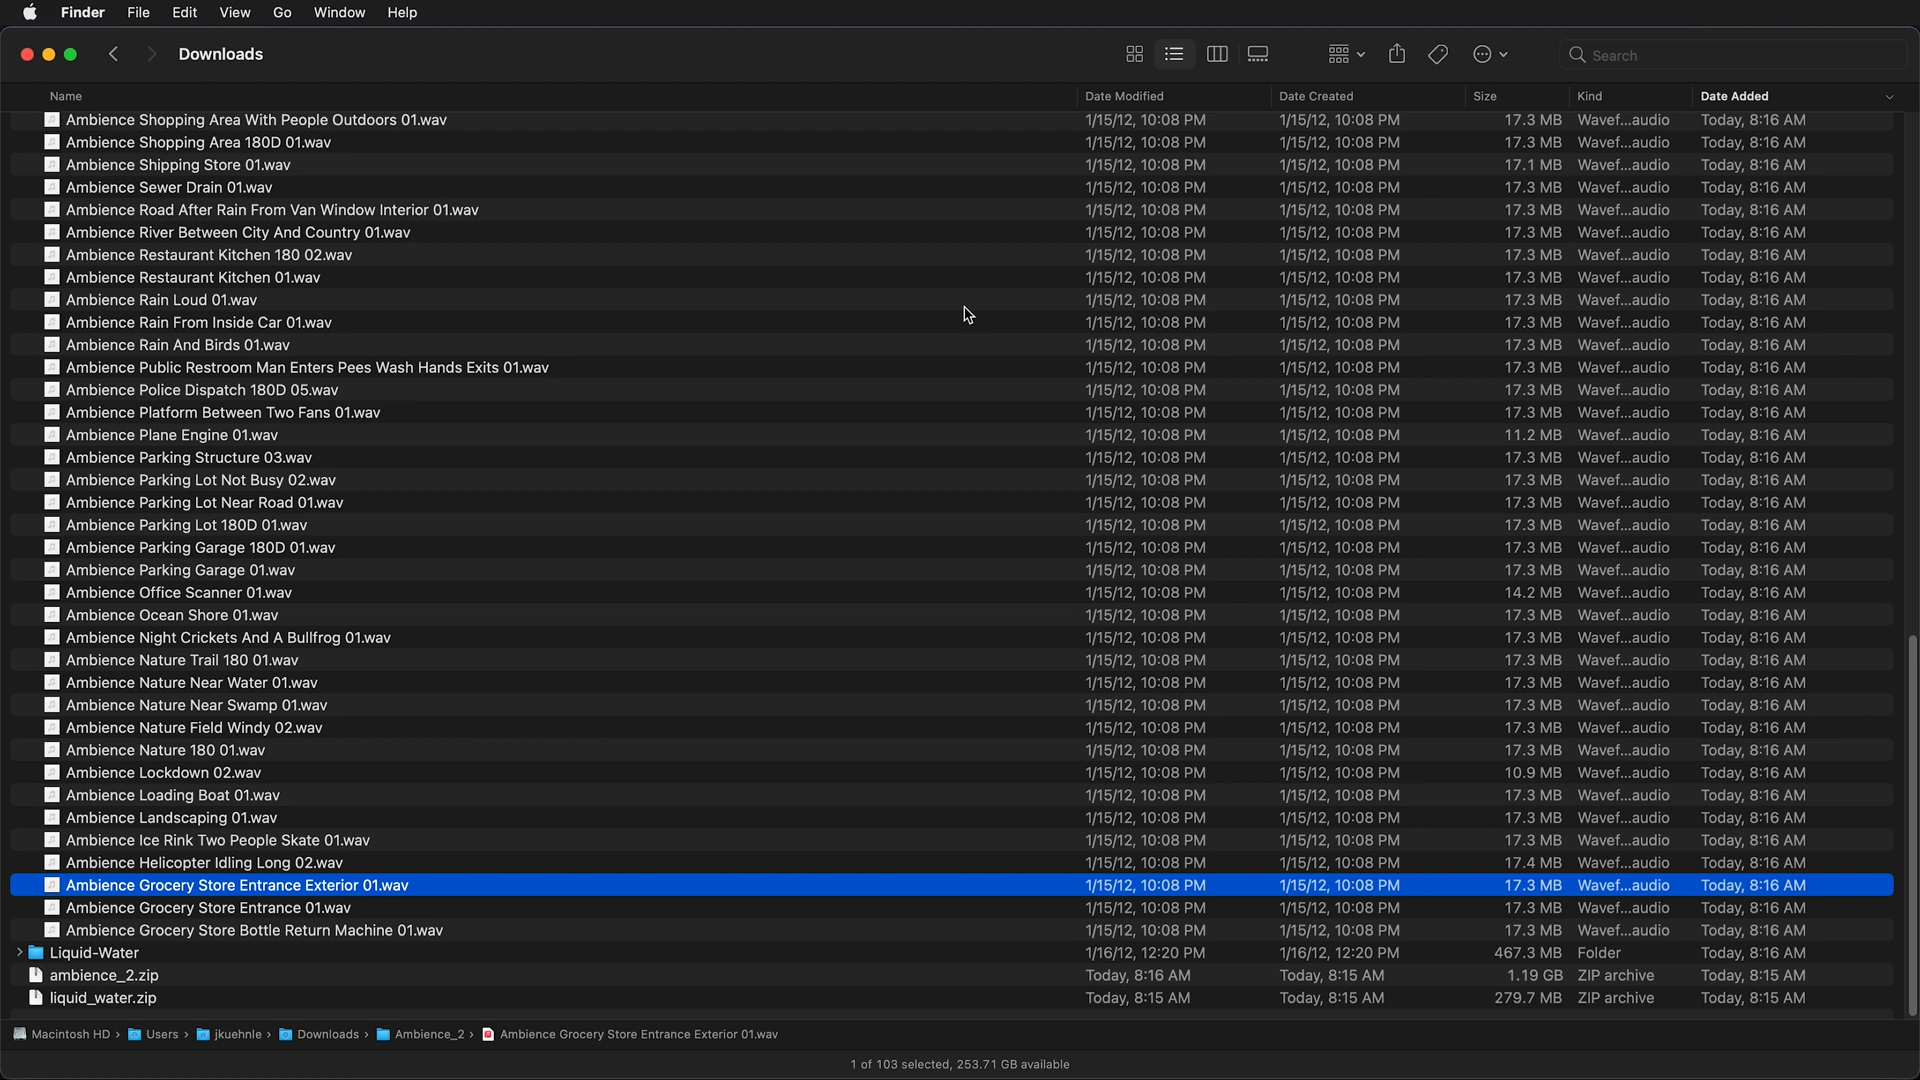 Finder File Edit View Go Window Help
Downloads Search
Name Date Modified Date Created Size Kind Date Added
Ambience Shopping Area With People Outdoors 01.wav 1/15/12, 10:08 PM 1/15/12, 10:08 PM 17.3 MB Wavef...audio Today, 8:16 AM
Ambience Shopping Area 180D 01.wav 1/15/12, 10:08 PM 1/15/12, 10:08 PM 17.3 MB Wavef...audio Today, 8:16 AM
Ambience Shipping Store 01.wav 1/15/12, 10:08 PM 1/15/12, 10:08 PM 17.1 MB Wavef...audio Today, 8:16 AM
Ambience Sewer Drain 01.wav 1/15/12, 10:08 PM 1/15/12, 10:08 PM 17.3 MB Wavef...audio Today, 8:16 AM
Ambience Road After Rain From Van Window Interior 01.wav 1/15/12, 10:08 PM 1/15/12, 10:08 PM 17.3 MB Wavef...audio Today, 8:16 AM
Ambience River Between City And Country 01.wav 1/15/12, 10:08 PM 1/15/12, 10:08 PM 17.3 MB Wavef...audio Today, 8:16 AM
Ambience Restaurant Kitchen 180 02.wav 1/15/12, 10:08 PM 1/15/12, 10:08 PM 17.3 MB Wavef...audio Today, 8:16 AM
Ambience Restaurant Kitchen 01.wav 1/15/12, 10:08 PM 1/15/12, 10:08 PM 17.3 MB Wavef...audio Today, 8:16 AM
Ambience Rain Loud 01.wav 1/15/12, 10:08 PM 1/15/12, 10:08 PM 17.3 MB Wavef...audio Today, 8:16 AM
Ambience Rain From Inside Car 01.wav 1/15/12, 10:08 PM 1/15/12, 10:08 PM 17.3 MB Wavef...audio Today, 8:16 AM
Ambience Rain And Birds 01.wav 1/15/12, 10:08 PM 1/15/12, 10:08 PM 17.3 MB Wavef...audio Today, 8:16 AM
Ambience Public Restroom Man Enters Pees Wash Hands Exits 01.wav 1/15/12, 10:08 PM 1/15/12, 10:08 PM 17.3 MB Wavef...audio Today, 8:16 AM
Ambience Police Dispatch 180D 05.wav 1/15/12, 10:08 PM 1/15/12, 10:08 PM 17.3 MB Wavef...audio Today, 8:16 AM
Ambience Platform Between Two Fans 01.wav 1/15/12, 10:08 PM 1/15/12, 10:08 PM 17.3 MB Wavef...audio Today, 8:16 AM
Ambience Plane Engine 01.wav 1/15/12, 10:08 PM 1/15/12, 10:08 PM 11.2 MB Wavef...audio Today, 8:16 AM
Ambience Parking Structure 03.wav 1/15/12, 10:08 PM 1/15/12, 10:08 PM 17.3 MB Wavef...audio Today, 8:16 AM
Ambience Parking Lot Not Busy 02.wav 1/15/12, 10:08 PM 1/15/12, 10:08 PM 17.3 MB Wavef...audio Today, 8:16 AM
Ambience Parking Lot Near Road 01.wav 1/15/12, 10:08 PM 1/15/12, 10:08 PM 17.3 MB Wavef...audio Today, 8:16 AM
Ambience Parking Lot 180D 01.wav 1/15/12, 10:08 PM 1/15/12, 10:08 PM 17.3 MB Wavef...audio Today, 8:16 AM
Ambience Parking Garage 180D 01.wav 1/15/12, 10:08 PM 1/15/12, 10:08 PM 17.3 MB Wavef...audio Today, 8:16 AM
Ambience Parking Garage 01.wav 1/15/12, 10:08 PM 1/15/12, 10:08 PM 17.3 MB Wavef...audio Today, 8:16 AM
Ambience Office Scanner 01.wav 1/15/12, 10:08 PM 1/15/12, 10:08 PM 14.2 MB Wavef...audio Today, 8:16 AM
Ambience Ocean Shore 01.wav 1/15/12, 10:08 PM 1/15/12, 10:08 PM 17.3 MB Wavef...audio Today, 8:16 AM
Ambience Night Crickets And A Bullfrog 01.wav 1/15/12, 10:08 PM 1/15/12, 10:08 PM 17.3 MB Wavef...audio Today, 8:16 AM
Ambience Nature Trail 180 01.wav 1/15/12, 10:08 PM 1/15/12, 10:08 PM 17.3 MB Wavef...audio Today, 8:16 AM
Ambience Nature Near Water 01.wav 1/15/12, 10:08 PM 1/15/12, 10:08 PM 17.3 MB Wavef...audio Today, 8:16 AM
Ambience Nature Near Swamp 01.wav 1/15/12, 10:08 PM 1/15/12, 10:08 PM 17.3 MB Wavef...audio Today, 8:16 AM
Ambience Nature Field Windy 02.wav 1/15/12, 10:08 PM 1/15/12, 10:08 PM 17.3 MB Wavef...audio Today, 8:16 AM
Ambience Nature 180 01.wav 1/15/12, 10:08 PM 1/15/12, 10:08 PM 17.3 MB Wavef...audio Today, 8:16 AM
Ambience Lockdown 02.wav 1/15/12, 10:08 PM 1/15/12, 10:08 PM 10.9 MB Wavef...audio Today, 8:16 AM
Ambience Loading Boat 01.wav 1/15/12, 10:08 PM 1/15/12, 10:08 PM 17.3 MB Wavef...audio Today, 8:16 AM
Ambience Landscaping 01.wav 1/15/12, 10:08 PM 1/15/12, 10:08 PM 17.3 MB Wavef...audio Today, 8:16 AM
Ambience Ice Rink Two People Skate 01.wav 1/15/12, 10:08 PM 1/15/12, 10:08 PM 17.3 MB Wavef...audio Today, 8:16 AM
Ambience Helicopter Idling Long 02.wav 1/15/12, 10:08 PM 1/15/12, 10:08 PM 17.4 MB Wavef...audio Today, 8:16 AM
Ambience Grocery Store Entrance Exterior 01.wav 1/15/12, 10:08 PM 1/15/12, 10:08 PM 17.3 MB Wavef...audio Today, 8:16 AM
Ambience Grocery Store Entrance 01.wav 1/15/12, 10:08 PM 1/15/12, 10:08 PM 17.3 MB Wavef...audio Today, 8:16 AM
Ambience Grocery Store Bottle Return Machine 01.wav 1/15/12, 10:08 PM 1/15/12, 10:08 PM 17.3 MB Wavef...audio Today, 8:16 AM
Liquid-Water 1/16/12, 12:20 PM 1/16/12, 12:20 PM 467.3 MB Folder Today, 8:16 AM
ambience_2.zip Today, 8:16 AM Today, 8:15 AM 1.19 GB ZIP archive Today, 8:15 AM
liquid_water.zip Today, 8:15 AM Today, 8:15 AM 279.7 MB ZIP archive Today, 8:15 AM
Macintosh HD › Users › jkuehnle › Downloads › Ambience_2 › Ambience Grocery Store Entrance Exterior 01.wav
1 of 103 selected, 253.71 GB available